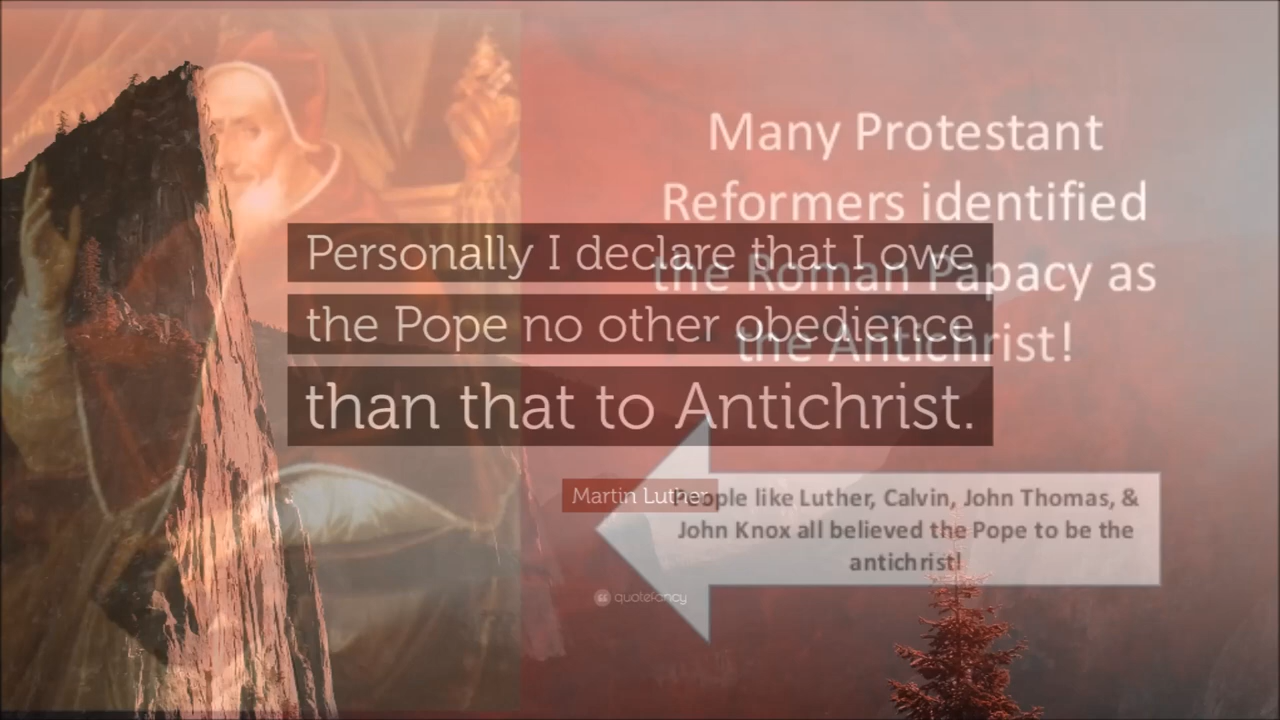 Many Protestant
Reformers identified
the Roman Papacy as
the Antichrist!
Personally I declare that I owe
the Pope no other obedience
than that to Antichrist.
Martin Luther
People like Luther, Calvin, John Thomas, &
John Knox all believed the Pope to be the
antichrist!
quotefancy